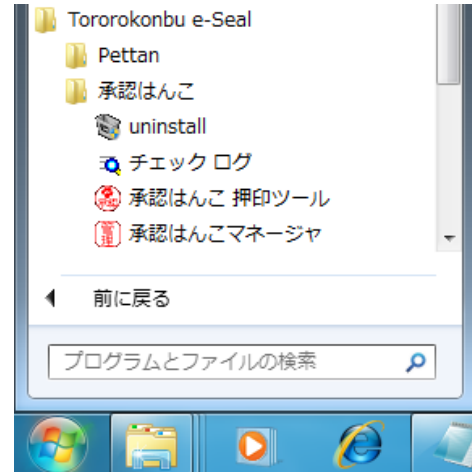 Tororokonbu e-Seal
Pettan
承認はんこ
uninstall
チェック ログ
承認はんこ 押印ツール
承認はんこマネージャ
前に戻る
プログラムとファイルの検索